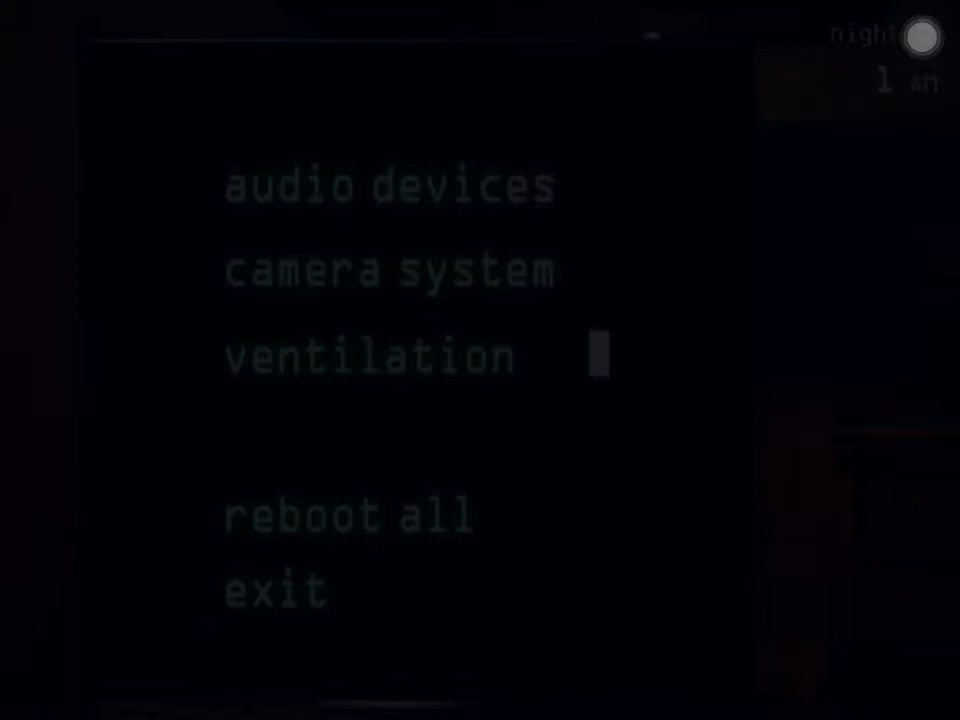 night
1 AM
audio devices
camera system
ventilation
reboot all
exit